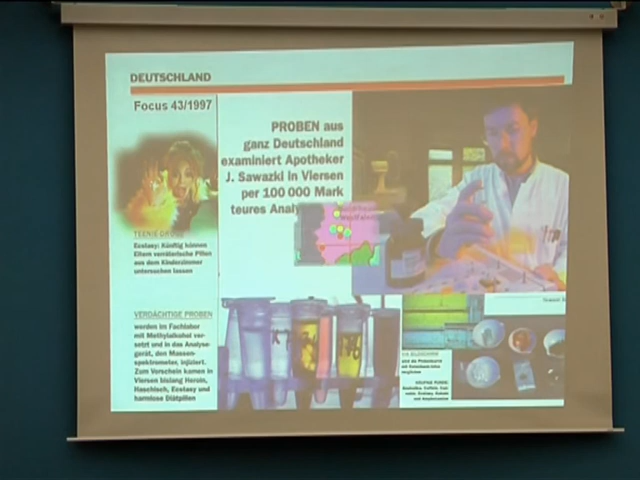 DEUTSCHLAND
Focus 43/1997
PROBEN aus
ganz Deutschland
examiniert Apotheker
J. Sawazki in Viersen
per 100 000 Mark
teures Analy
TEENIE-DROGE
Ecstasy: Künftig können
Eltern verräterische Pillen
aus dem Kinderzimmer
untersuchen lassen
VERDÄCHTIGE PROBEN
werden im Fachlabor
mit Methylalkohol ver-
setzt und in das Analyse-
gerät, den Massen-
spektrometer, injiziert.
Zum Vorschein kamen in
Viersen bislang Heroin,
Haschisch, Ecstasy und
harmlose Diätpillen